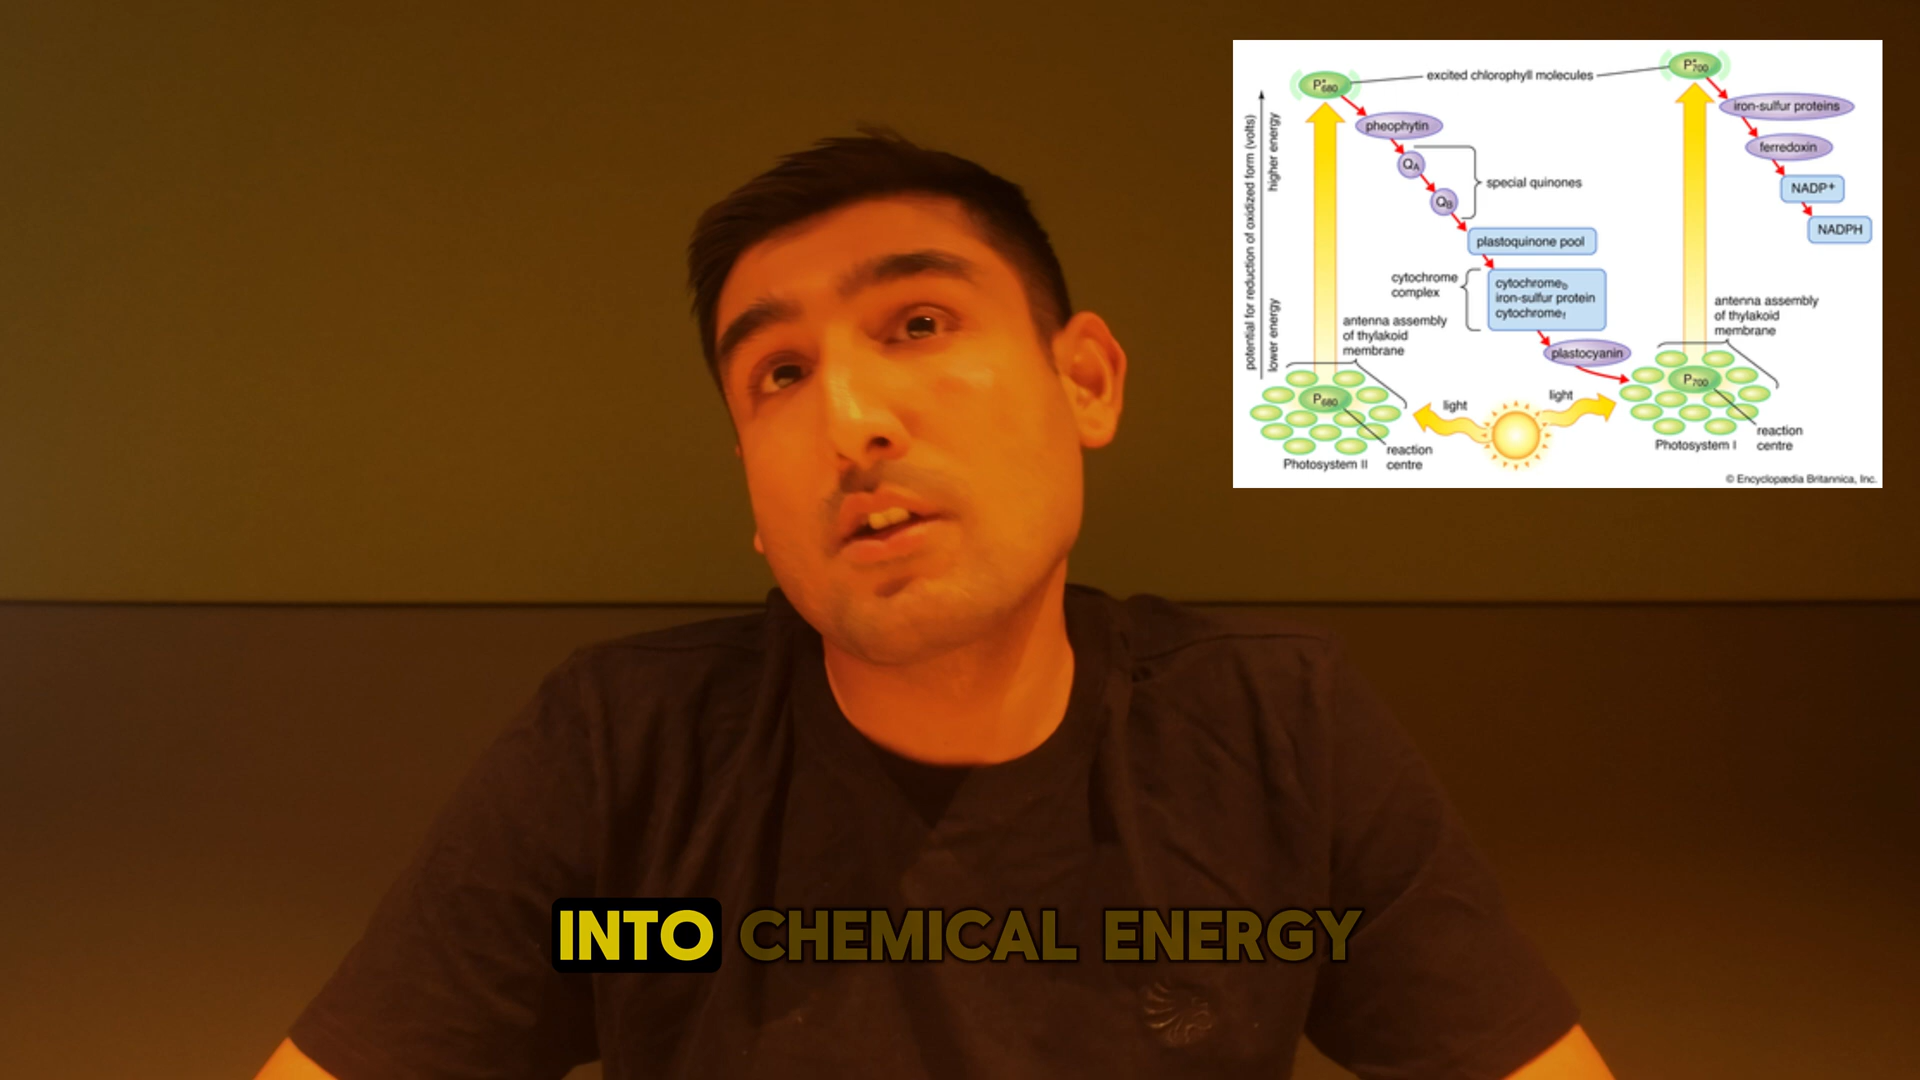 P*680
excited chlorophyll molecules
P*700
iron-sulfur proteins
pheophytin
ferredoxin
QA
special quinones
NADP+
QB
NADPH
plastoquinone pool
cytochrome
complex
cytochromeb
iron-sulfur protein
cytochromef
antenna assembly
of thylakoid
membrane
antenna assembly
of thylakoid
membrane
plastocyanin
potential for reduction of oxidized form (volts)
higher energy
lower energy
P680
P700
light
light
reaction
centre
reaction
centre
Photosystem II
Photosystem I
© Encyclopædia Britannica, Inc.
INTO CHEMICAL ENERGY